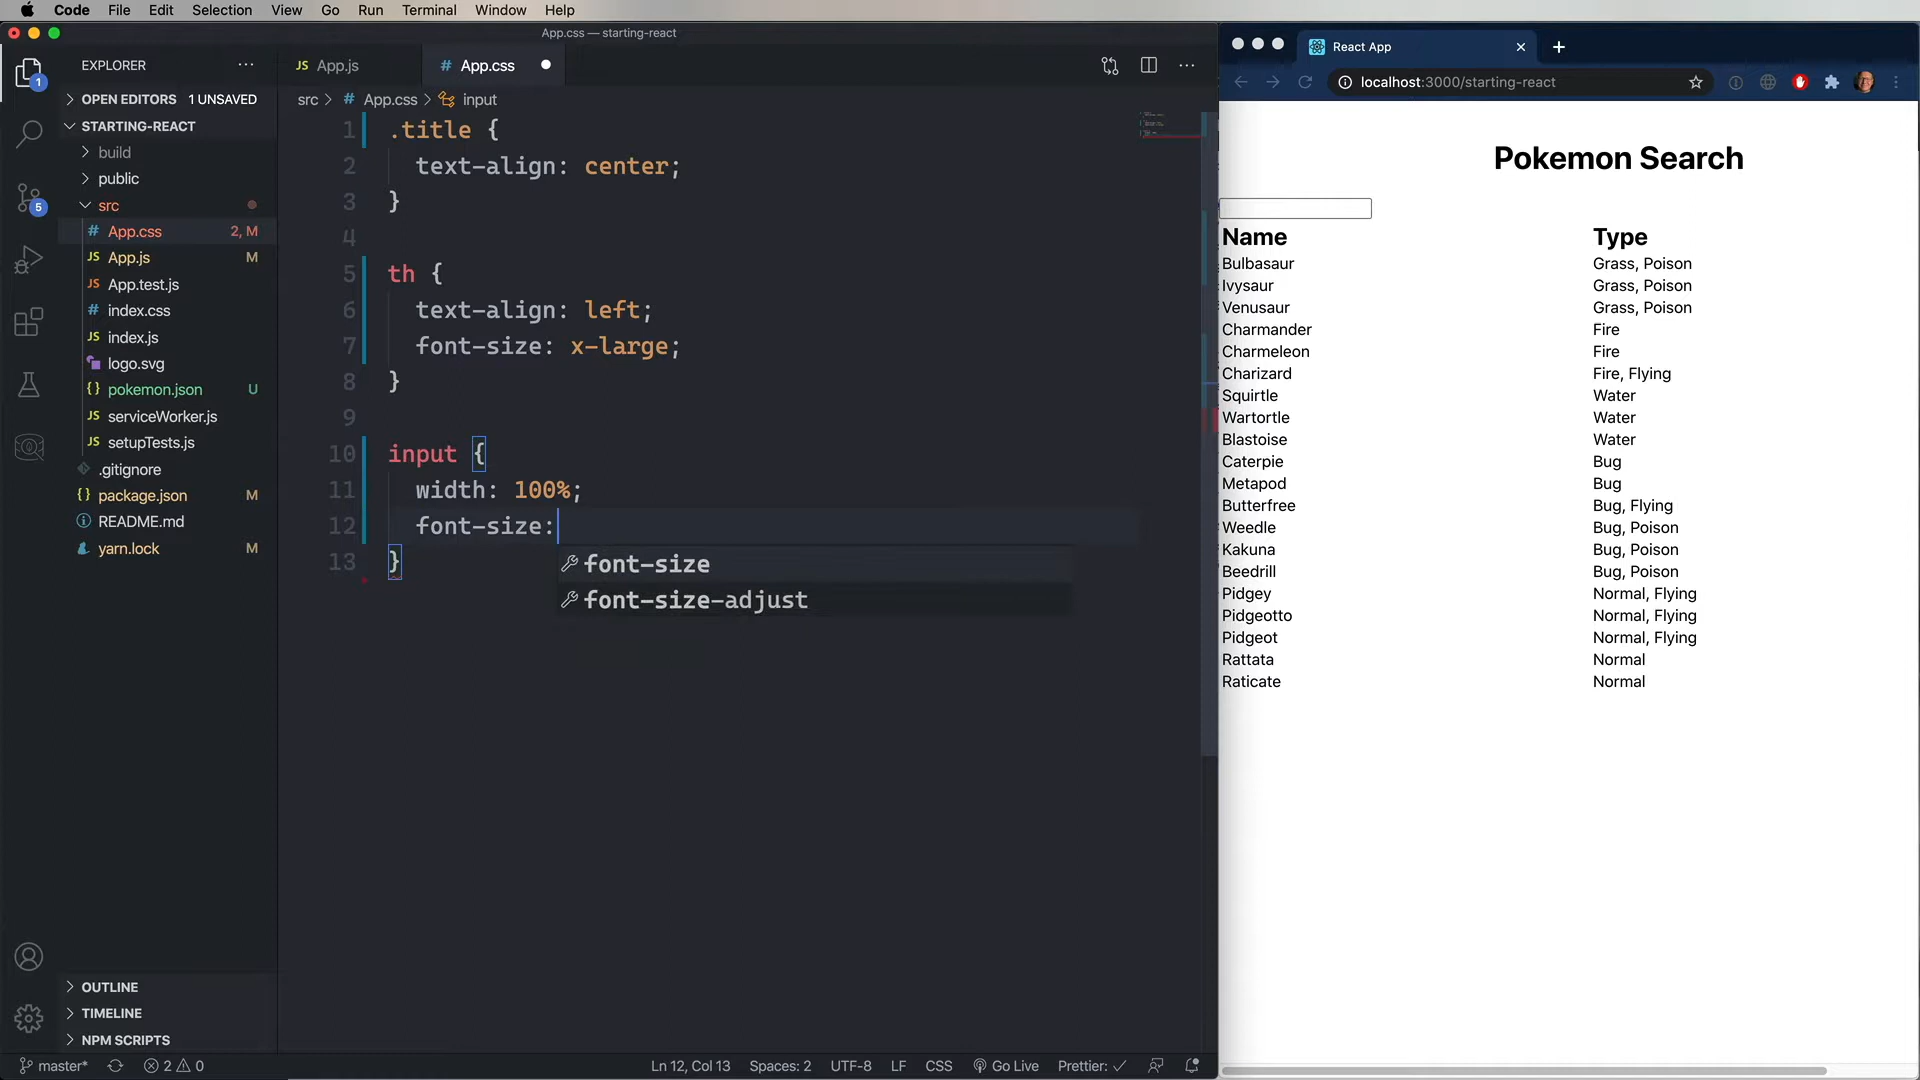 Code File Edit Selection View Go Run Terminal Window Help
App.css — starting-react
EXPLORER
OPEN EDITORS 1 UNSAVED
STARTING-REACT
build
public
src
# App.css 2, M
JS App.js M
JS App.test.js
# index.css
JS index.js
logo.svg
{} pokemon.json U
JS serviceWorker.js
JS setupTests.js
.gitignore
{} package.json M
README.md
yarn.lock M
OUTLINE
TIMELINE
NPM SCRIPTS
1
5
JS App.js
# App.css
src > # App.css > input
1 .title {
2 text-align: center;
3 }
4
5 th {
6 text-align: left;
7 font-size: x-large;
8 }
9
10 input {
11 width: 100%;
12 font-size:
13 }
font-size
font-size-adjust
master* 2 0
Ln 12, Col 13 Spaces: 2 UTF-8 LF CSS Go Live Prettier: ✓
React App
localhost:3000/starting-react
Pokemon Search
Name Type
Bulbasaur Grass, Poison
Ivysaur Grass, Poison
Venusaur Grass, Poison
Charmander Fire
Charmeleon Fire
Charizard Fire, Flying
Squirtle Water
Wartortle Water
Blastoise Water
Caterpie Bug
Metapod Bug
Butterfree Bug, Flying
Weedle Bug, Poison
Kakuna Bug, Poison
Beedrill Bug, Poison
Pidgey Normal, Flying
Pidgeotto Normal, Flying
Pidgeot Normal, Flying
Rattata Normal
Raticate Normal